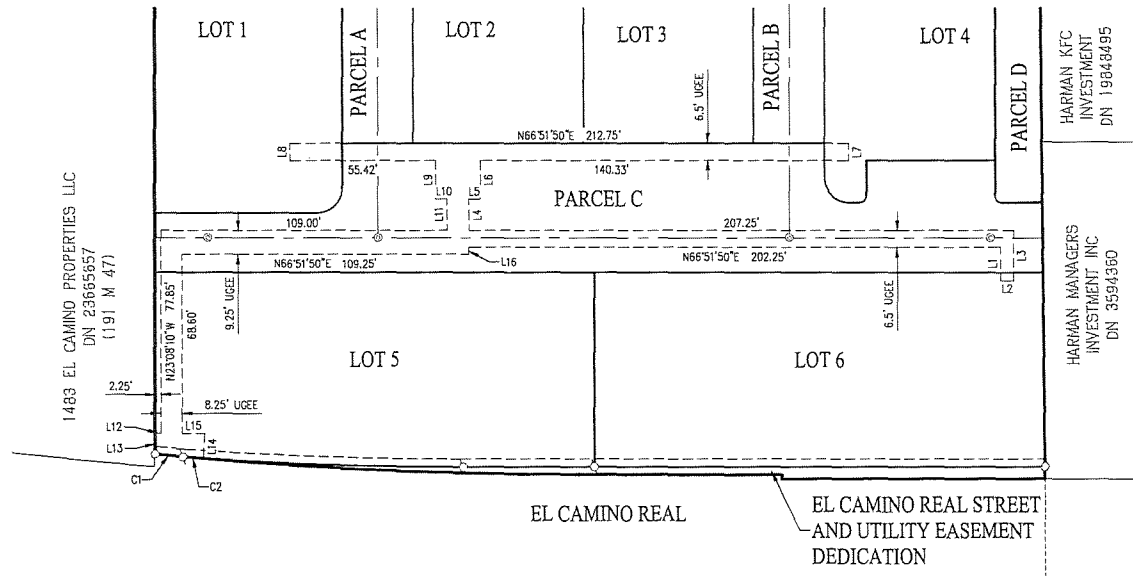 LOT 1
PARCEL A
LOT 2
LOT 3
PARCEL B
LOT 4
PARCEL D
HARMAN KFC
INVESTMENT
DN 19848495
6.5' UGEE
N66°51'50"E 212.75'
L8
L7
55.42'
140.33'
L9
L10
L11
L6
L5
L4
PARCEL C
109.00'
207.25'
N66°51'50"E 109.25'
L16
N66°51'50"E 202.25'
L1
L3
L2
1483 EL CAMINO PROPERTIES LLC
DN 23665657
(191 M 47)
N23°08'10"W 77.85'
68.60'
9.25' UGEE
6.5' UGEE
HARMAN MANAGERS
INVESTMENT INC
DN 3594360
LOT 5
LOT 6
2.25'
8.25' UGEE
L12
L15
L13
L14
C1
C2
EL CAMINO REAL
EL CAMINO REAL STREET
AND UTILITY EASEMENT
DEDICATION